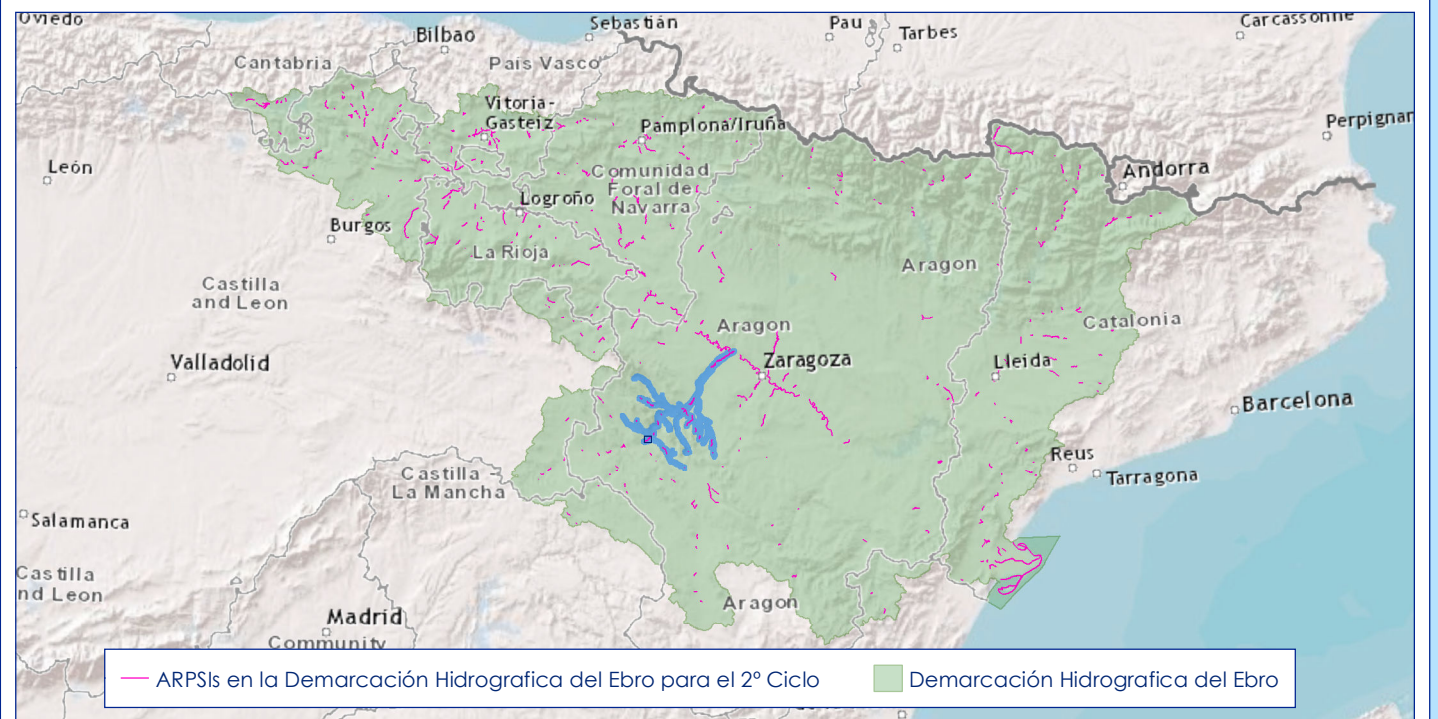 Oviedo
Sebastián
Pau
Carcassonne
Bilbao
Tarbes
Cantabria
Pais Vasco
Vitoria-
Gasteiz
Pamplona/Iruña
Perpignan
León
Comunidad
Foral de
Navarra
Andorra
Logroño
Burgos
La Rioja
Aragon
Castilla
and Leon
Aragon
Catalonia
Valladolid
Zaragoza
Lleida
Barcelona
Reus
Tarragona
Castilla -
La Mancha
Salamanca
Castilla
nd Leon
Aragon
Madrid
Community
ARPSIs en la Demarcación Hidrografica del Ebro para el 2º Ciclo
Demarcación Hidrografica del Ebro